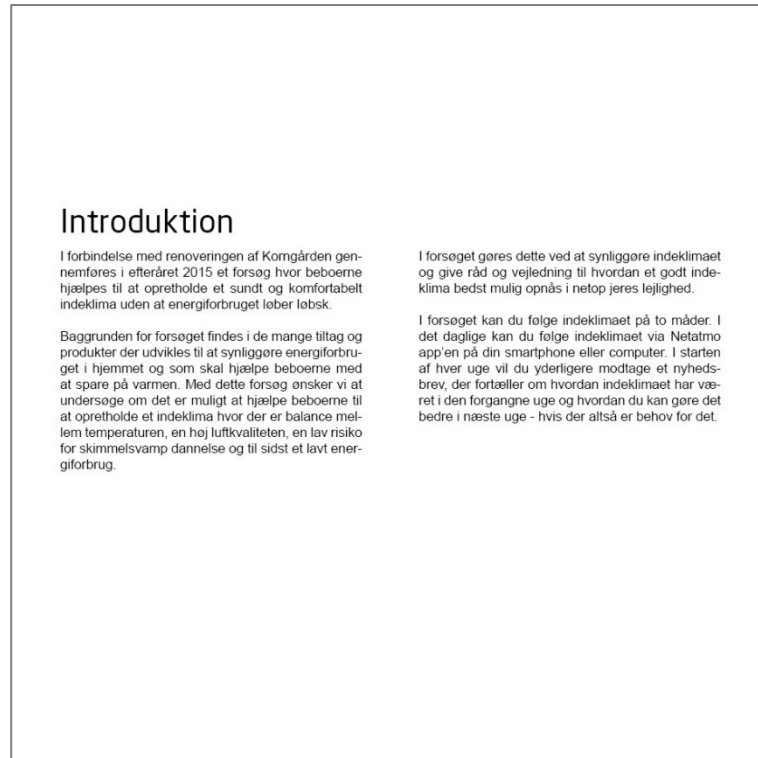 Introduktion
I forbindelse med renoveringen af Korngården gen-
nemføres i efteråret 2015 et forsøg hvor beboerne
hjælpes til at opretholde et sundt og komfortabelt
indeklima uden at energiforbruget løber løbsk.
Baggrunden for forsøget findes i de mange tiltag og
produkter der udvikles til at synliggøre energiforbru-
get i hjemmet og som skal hjælpe beboerne med
at spare på varmen. Med dette forsøg ønsker vi at
undersøge om det er muligt at hjælpe beboerne til
at opretholde et indeklima hvor der er balance mel-
lem temperaturen, en høj luftkvaliteten, en lav risiko
for skimmelsvamp dannelse og til sidst et lavt ener-
giforbrug.
I forsøget gøres dette ved at synliggøre indeklimaet
og give råd og vejledning til hvordan et godt inde-
klima bedst mulig opnås i netop jeres lejlighed.
I forsøget kan du følge indeklimaet på to måder. I
det daglige kan du følge indeklimaet via Netatmo
app'en på din smartphone eller computer. I starten
af hver uge vil du yderligere modtage et nyheds-
brev, der fortæller om hvordan indeklimaet har væ-
ret i den forgangne uge og hvordan du kan gøre det
bedre i næste uge - hvis der altså er behov for det.